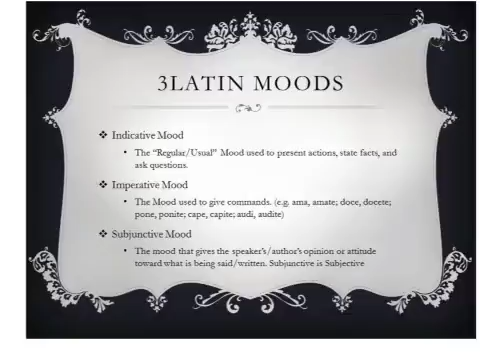 3LATIN MOODS
❖ Indicative Mood
• The “Regular/Usual” Mood used to present actions, state facts, and
ask questions.
❖ Imperative Mood
• The Mood used to give commands. (e.g. ama, amate; doce, docete;
pone, ponite; cape, capite; audi, audite)
❖ Subjunctive Mood
• The mood that gives the speaker’s/author’s opinion or attitude
toward what is being said/written. Subjunctive is Subjective